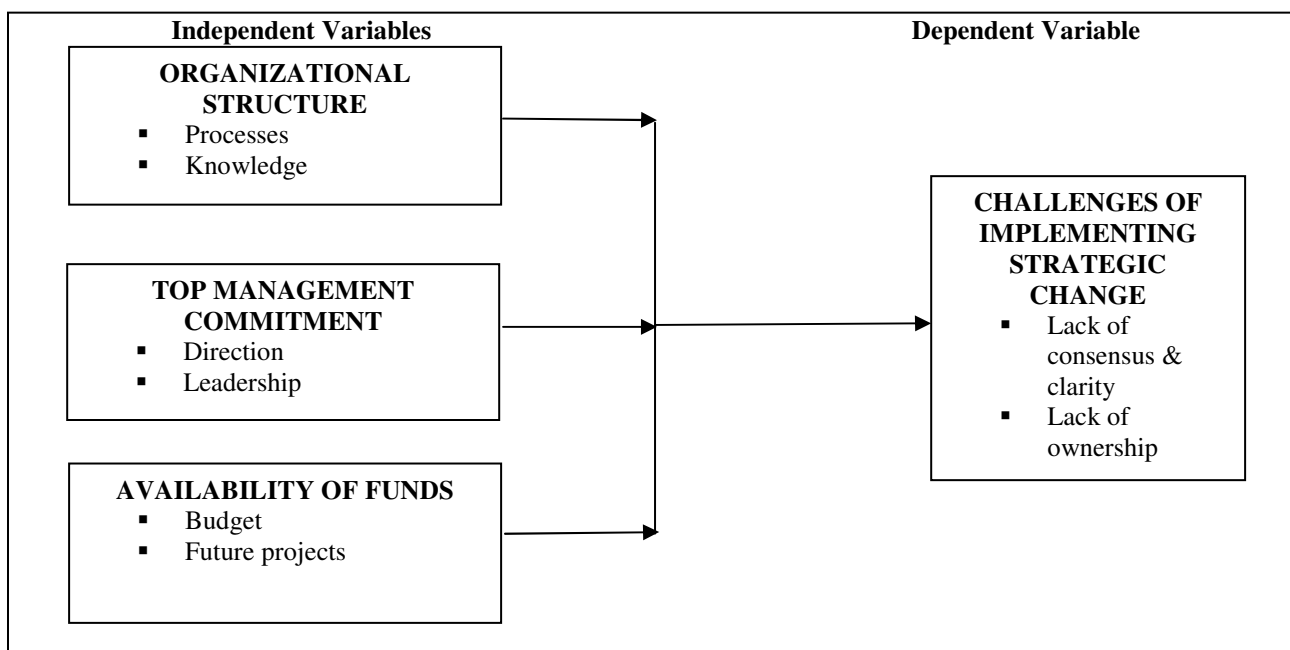 Independent Variables
Dependent Variable
ORGANIZATIONAL
STRUCTURE
▪ Processes
▪ Knowledge
TOP MANAGEMENT
COMMITMENT
▪ Direction
▪ Leadership
AVAILABILITY OF FUNDS
▪ Budget
▪ Future projects
CHALLENGES OF
IMPLEMENTING
STRATEGIC
CHANGE
▪ Lack of
consensus &
clarity
▪ Lack of
ownership